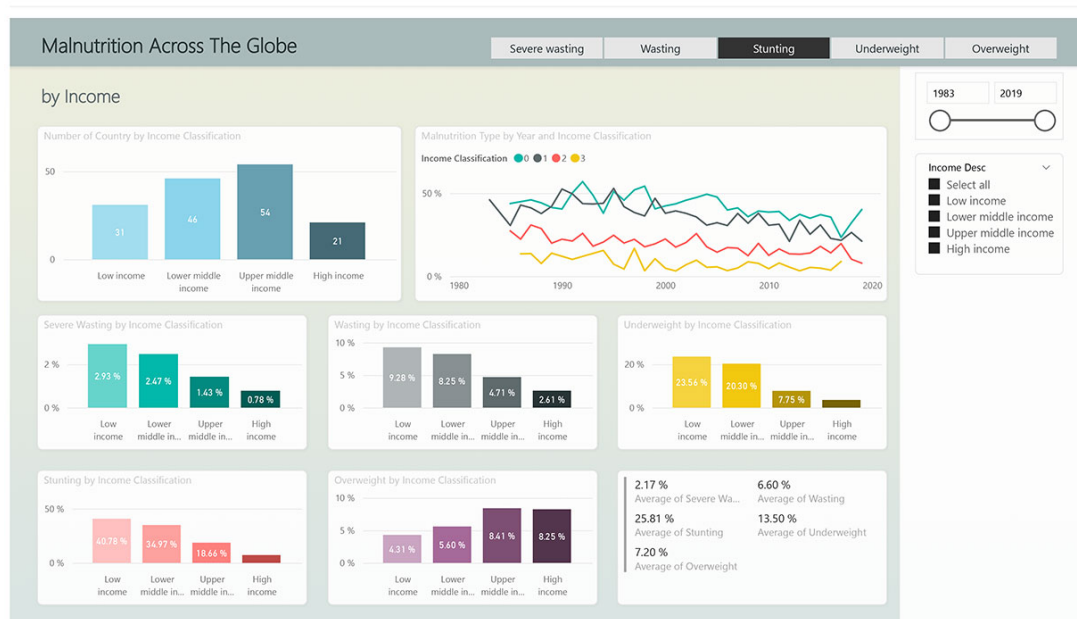 Malnutrition Across The Globe
Severe wasting Wasting Stunting Underweight Overweight
by Income
1983 2019
Income Desc
Select all
Low income
Lower middle income
Upper middle income
High income
Number of Country by Income Classification
50
0
31 46 54 21
Low income Lower middle income Upper middle income High income
Malnutrition Type by Year and Income Classification
Income Classification 0 1 2 3
50 %
0 %
1980 1990 2000 2010 2020
Severe Wasting by Income Classification
2 %
0 %
2.93 % 2.47 % 1.43 % 0.78 %
Low income Lower middle in... Upper middle in... High income
Wasting by Income Classification
10 %
5 %
0 %
9.28 % 8.25 % 4.71 % 2.61 %
Low income Lower middle in... Upper middle in... High income
Underweight by Income Classification
20 %
0 %
23.56 % 20.30 % 7.75 %
Low income Lower middle in... Upper middle in... High income
Stunting by Income Classification
50 %
0 %
40.78 % 34.97 % 18.66 %
Low income Lower middle in... Upper middle in... High income
Overweight by Income Classification
10 %
5 %
0 %
4.31 % 5.60 % 8.41 % 8.25 %
Low income Lower middle in... Upper middle in... High income
2.17 % 6.60 %
Average of Severe Wa... Average of Wasting
25.81 % 13.50 %
Average of Stunting Average of Underweight
7.20 %
Average of Overweight